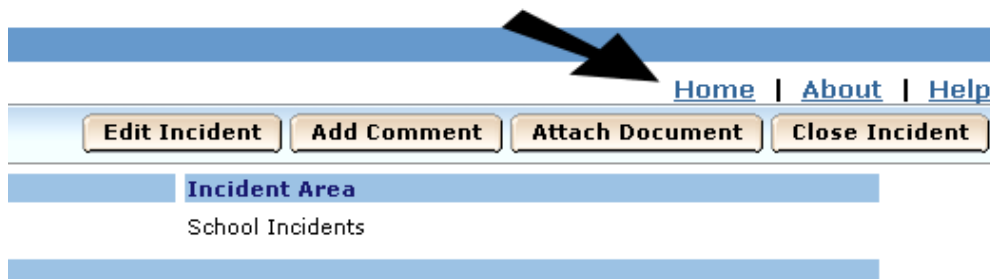 Home | About | Help
Edit Incident Add Comment Attach Document Close Incident
Incident Area
School Incidents